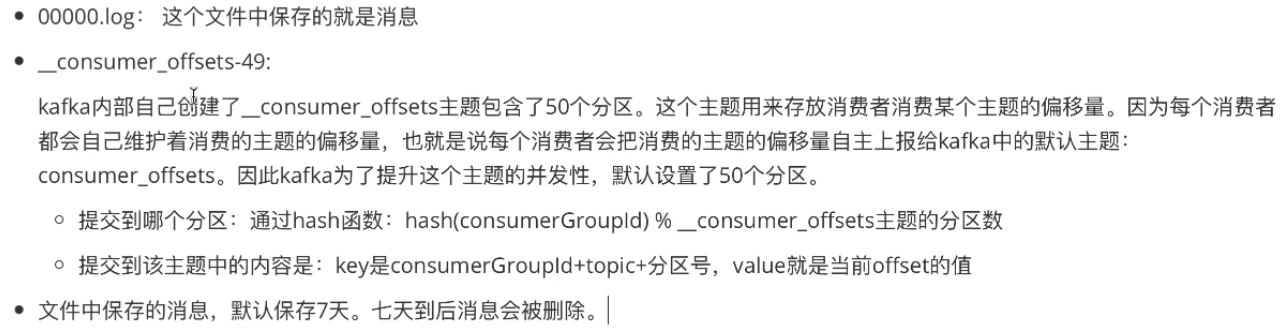 00000.log： 这个文件中保存的就是消息
__consumer_offsets-49:
kafka内部自己创建了__consumer_offsets主题包含了50个分区。这个主题用来存放消费者消费某个主题的偏移量。因为每个消费者
都会自己维护着消费的主题的偏移量，也就是说每个消费者会把消费的主题的偏移量自主上报给kafka中的默认主题：
consumer_offsets。因此kafka为了提升这个主题的并发性，默认设置了50个分区。
提交到哪个分区：通过hash函数：hash(consumerGroupId) % __consumer_offsets主题的分区数
提交到该主题中的内容是：key是consumerGroupId+topic+分区号，value就是当前offset的值
文件中保存的消息，默认保存7天。七天到后消息会被删除。